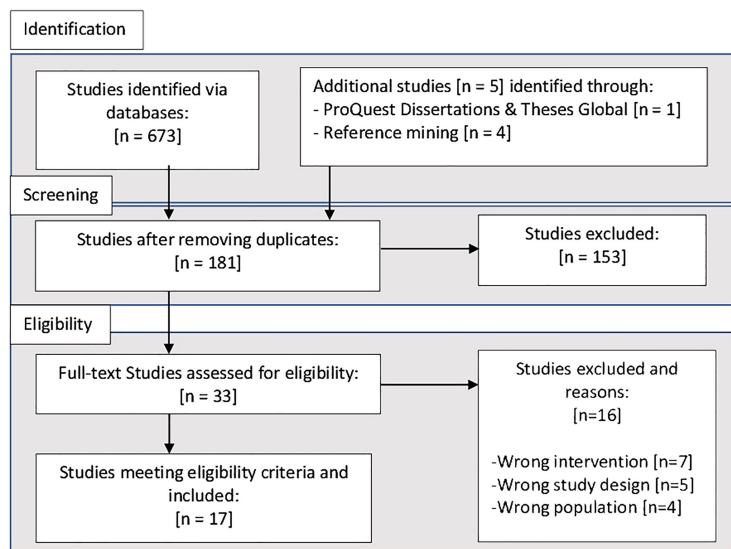 Identification
Studies identified via
databases:
[n = 673]
Additional studies [n = 5] identified through:
- ProQuest Dissertations & Theses Global [n = 1]
- Reference mining [n = 4]
Screening
Studies after removing duplicates:
[n = 181]
Studies excluded:
[n = 153]
Eligibility
Full-text Studies assessed for eligibility:
[n = 33]
Studies excluded and
reasons:
[n=16]
-Wrong intervention [n=7]
-Wrong study design [n=5]
-Wrong population [n=4]
Studies meeting eligibility criteria and
included:
[n = 17]